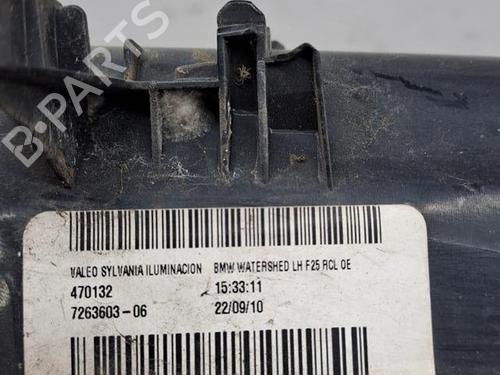 B-PARTS
VALEO SYLVANIA ILUMINACION BMW WATERSHED LH F25 RCL OE
470132 15:33:11
7263603-06 22/09/10